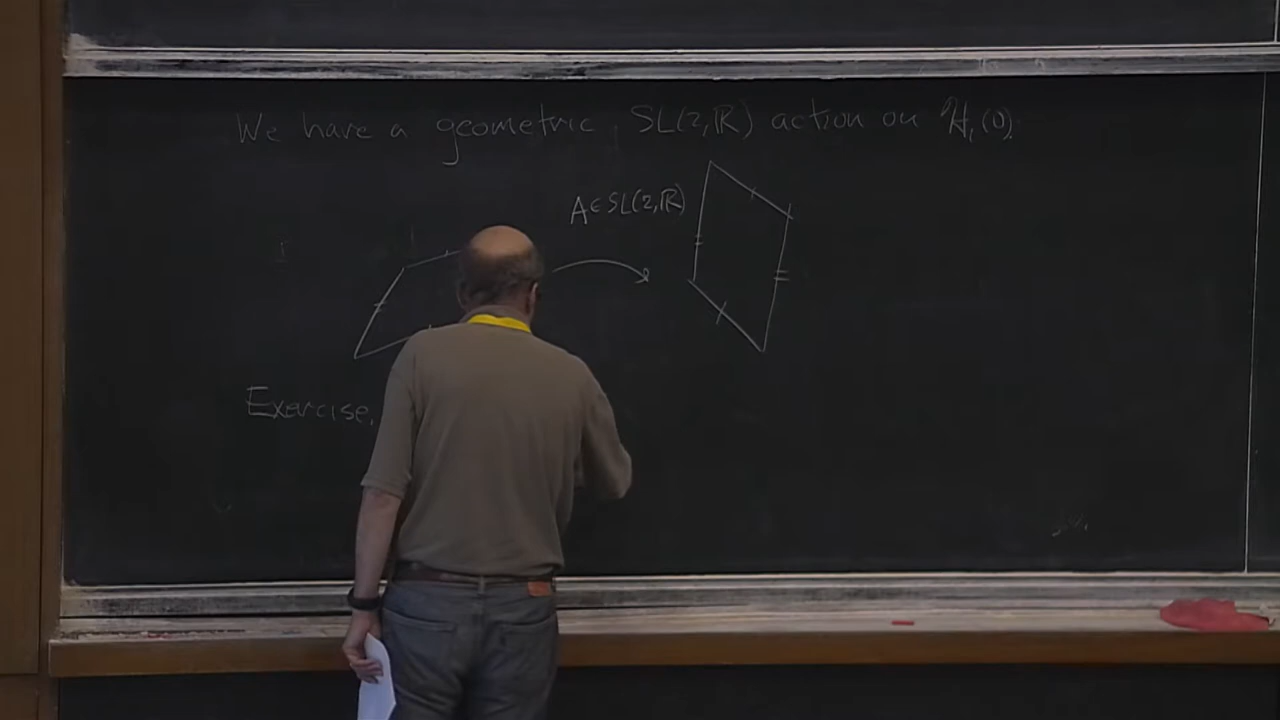 We have a geometric SL(2,ℝ) action on ℋ₁(0).
A∈SL(2,ℝ)
Exercise.